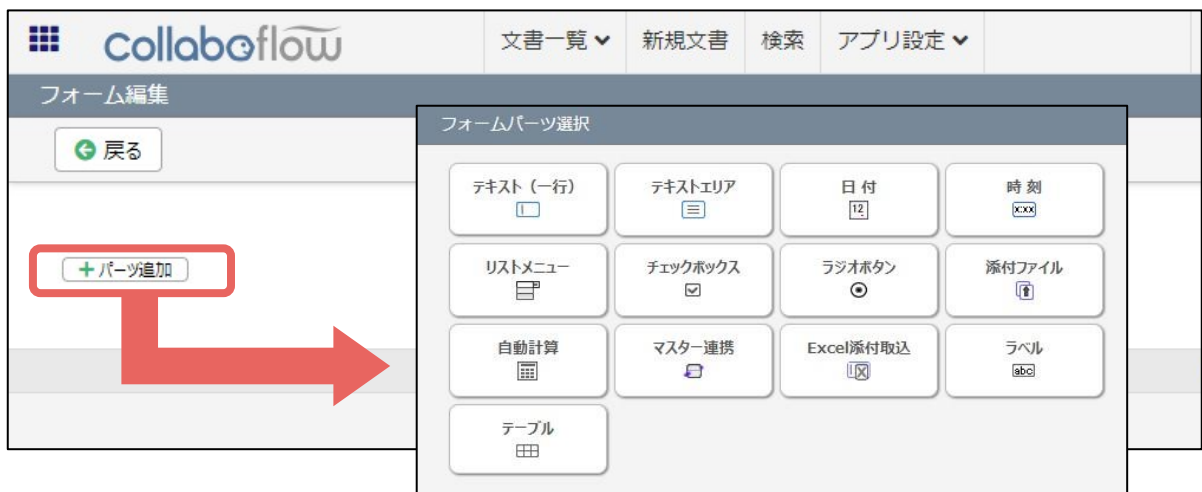 collaboflow 文書一覧 新規文書 検索 アプリ設定
フォーム編集
戻る
パーツ追加
フォームパーツ選択
テキスト（一行） テキストエリア 日付 時刻
12 x:xx
リストメニュー チェックボックス ラジオボタン 添付ファイル
自動計算 マスター連携 Excel添付取込 ラベル
abc
テーブル